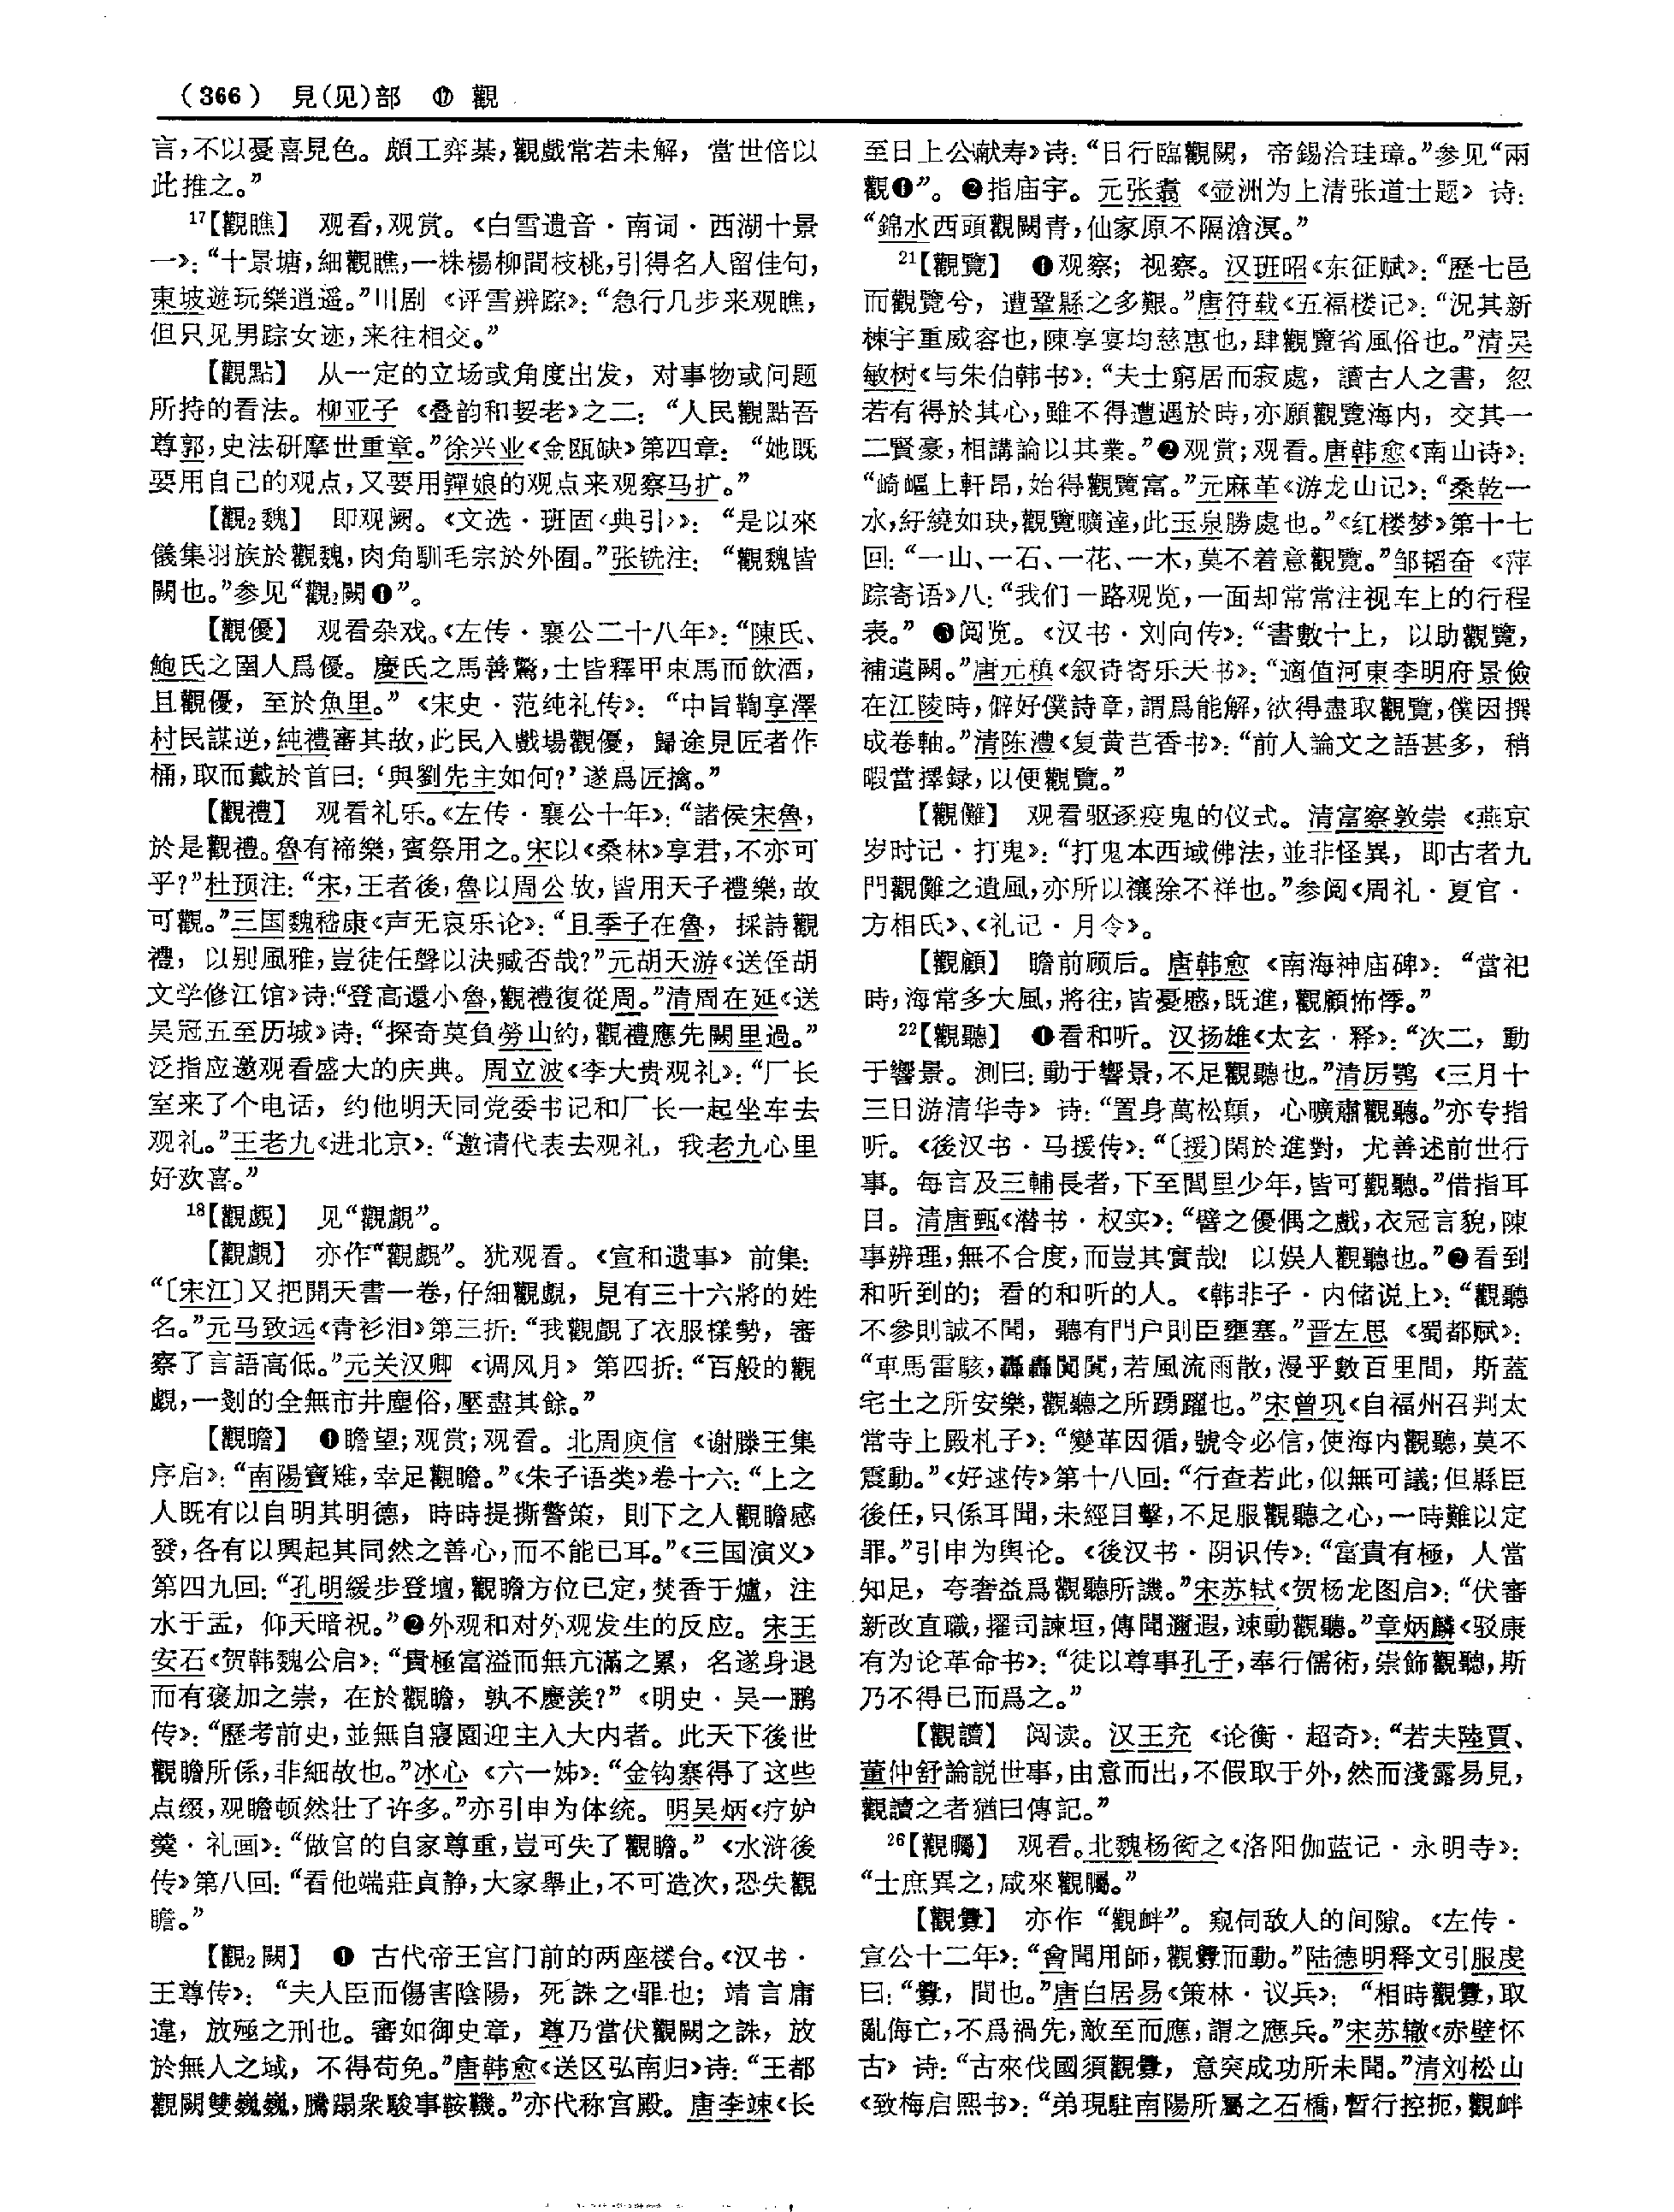 （366） 見(见)部 ⑰ 觀
言，不以憂喜見色。頗工弈棊，觀戲常若未解，當世倍以
此推之。”
17【觀瞧】 观看，观赏。《白雪遗音·南词·西湖十景
一》：“十景塘，細觀瞧，一株楊柳間枝桃，引得名人留佳句，
東坡遊玩樂逍遥。”川剧《评雪辨踪》：“急行几步来观瞧，
但只见男踪女迹，来往相交。”
【觀點】 从一定的立场或角度出发，对事物或问题
所持的看法。柳亚子《叠韵和翌老》之二：“人民觀點吾
尊郭，史法研摩世重章。”徐兴业《金瓯缺》第四章：“她既
要用自己的观点，又要用亸娘的观点来观察马扩。”
【觀₂魏】 即观阙。《文选·班固〈典引〉》：“是以來
儀集羽族於觀魏，肉角馴毛宗於外囿。”张铣注：“觀魏皆
闕也。”参见“觀₂闕❶”。
【觀優】 观看杂戏。《左传·襄公二十八年》：“陳氏、
鮑氏之圉人爲優。慶氏之馬善驚，士皆釋甲束馬而飲酒，
且觀優，至於魚里。”《宋史·范纯礼传》：“中旨鞫享澤
村民謀逆，純禮審其故，此民入戲場觀優，歸途見匠者作
桶，取而戴於首曰：‘與劉先主如何？’遂爲匠擒。”
【觀禮】 观看礼乐。《左传·襄公十年》：“諸侯宋魯，
於是觀禮。魯有禘樂，賓祭用之。宋以《桑林》享君，不亦可
乎？”杜预注：“宋，王者後，魯以周公故，皆用天子禮樂，故
可觀。”三国魏嵇康《声无哀乐论》：“且季子在魯，採詩觀
禮，以别風雅，豈徒任聲以決臧否哉？”元胡天游《送侄胡
文学修江馆》诗：“登高還小魯，觀禮復從周。”清周在延《送
吴冠五至历城》诗：“探奇莫負勞山約，觀禮應先闕里過。”
泛指应邀观看盛大的庆典。周立波《李大贵观礼》：“厂长
室来了个电话，约他明天同党委书记和厂长一起坐车去
观礼。”王老九《进北京》：“邀请代表去观礼，我老九心里
好欢喜。”
18【觀覷】 见“觀覰”。
【觀覰】 亦作“觀覷”。犹观看。《宣和遗事》前集：
“〔宋江〕又把開天書一卷，仔細觀覰，見有三十六將的姓
名。”元马致远《青衫泪》第三折：“我觀覰了衣服樣勢，審
察了言語高低。”元关汉卿《调风月》第四折：“百般的觀
覷，一剗的全無市井塵俗，壓盡其餘。”
【觀瞻】 ❶瞻望；观赏；观看。北周庾信《谢滕王集
序启》：“南陽寶雉，幸足觀瞻。”《朱子语类》卷十六：“上之
人既有以自明其明德，時時提撕警策，則下之人觀瞻感
發，各有以興起其同然之善心，而不能已耳。”《三国演义》
第四九回：“孔明緩步登壇，觀瞻方位已定，焚香于爐，注
水于盂，仰天暗祝。”❷外观和对外观发生的反应。宋王
安石《贺韩魏公启》：“貴極富溢而無亢滿之累，名遂身退
而有褒加之崇，在於觀瞻，孰不慶羡？”《明史·吴一鹏
传》：“歷考前史，並無自寢園迎主入大内者。此天下後世
觀瞻所係，非細故也。”冰心《六一姊》：“金钩寨得了这些
点缀，观瞻顿然壮了许多。”亦引申为体统。明吴炳《疗妒
羹·礼画》：“做官的自家尊重，豈可失了觀瞻。”《水浒後
传》第八回：“看他端莊貞静，大家舉止，不可造次，恐失觀
瞻。”
【觀₂闕】 ❶ 古代帝王宫门前的两座楼台。《汉书·
王尊传》：“夫人臣而傷害陰陽，死誅之罪也；靖言庸
違，放殛之刑也。審如御史章，尊乃當伏觀闕之誅，放
於無人之域，不得苟免。”唐韩愈《送区弘南归》诗：“王都
觀闕雙巍巍，騰蹋衆駿事鞍鞿。”亦代称宫殿。唐李竦《长
至日上公献寿》诗：“日行臨觀闕，帝錫洽珪璋。”参见“兩
觀❶”。❷指庙宇。元张翥《壶洲为上清张道士题》诗：
“錦水西頭觀闕青，仙家原不隔滄溟。”
21【觀覽】 ❶观察；视察。汉班昭《东征赋》：“歷七邑
而觀覽兮，遭鞏縣之多艱。”唐符载《五福楼记》：“況其新
棟宇重威容也，陳享宴均慈惠也，肆觀覽省風俗也。”清吴
敏树《与朱伯韩书》：“夫士窮居而寂處，讀古人之書，忽
若有得於其心，雖不得遭遇於時，亦願觀覽海内，交其一
二賢豪，相講論以其業。”❷观赏；观看。唐韩愈《南山诗》：
“崎嶇上軒昂，始得觀覽富。”元麻革《游龙山记》：“桑乾一
水，紆繞如玦，觀覽曠達，此玉泉勝處也。”《红楼梦》第十七
回：“一山、一石、一花、一木，莫不着意觀覽。”邹韬奋《萍
踪寄语》八：“我们一路观览，一面却常常注视车上的行程
表。”❸阅览。《汉书·刘向传》：“書數十上，以助觀覽，
補遺闕。”唐元稹《叙诗寄乐天书》：“適值河東李明府景儉
在江陵時，僻好僕詩章，謂爲能解，欲得盡取觀覽，僕因撰
成卷軸。”清陈澧《复黄芑香书》：“前人論文之語甚多，稍
暇當擇録，以便觀覽。”
【觀儺】 观看驱逐疫鬼的仪式。清富察敦崇《燕京
岁时记·打鬼》：“打鬼本西域佛法，並非怪異，即古者九
門觀儺之遺風，亦所以禳除不祥也。”参阅《周礼·夏官·
方相氏》、《礼记·月令》。
【觀顧】 瞻前顾后。唐韩愈《南海神庙碑》：“當祀
時，海常多大風，將往，皆憂慼，既進，觀顧怖悸。”
22【觀聽】 ❶看和听。汉扬雄《太玄·释》：“次二，動
于響景。測曰：動于響景，不足觀聽也。”清厉鹗《三月十
三日游清华寺》诗：“置身萬松顛，心曠肅觀聽。”亦专指
听。《後汉书·马援传》：“〔援〕閑於進對，尤善述前世行
事。每言及三輔長者，下至閭里少年，皆可觀聽。”借指耳
目。清唐甄《潜书·权实》：“譬之優偶之戲，衣冠言貌，陳
事辨理，無不合度，而豈其實哉！以娱人觀聽也。”❷看到
和听到的；看的和听的人。《韩非子·内储说上》：“觀聽
不參則誠不聞，聽有門户則臣壅塞。”晋左思《蜀都赋》：
“車馬雷駭，轟轟闐闐，若風流雨散，漫乎數百里間，斯蓋
宅土之所安樂，觀聽之所踴躍也。”宋曾巩《自福州召判太
常寺上殿札子》：“變革因循，號令必信，使海内觀聽，莫不
震動。”《好逑传》第十八回：“行查若此，似無可議；但縣臣
後任，只係耳聞，未經目擊，不足服觀聽之心，一時難以定
罪。”引申为舆论。《後汉书·阴识传》：“富貴有極，人當
知足，夸奢益爲觀聽所譏。”宋苏轼《贺杨龙图启》：“伏審
新改直職，擢司諫垣，傳聞邇遐，竦動觀聽。”章炳麟《驳康
有为论革命书》：“徒以尊事孔子，奉行儒術，崇飾觀聽，斯
乃不得已而爲之。”
【觀讀】 阅读。汉王充《论衡·超奇》：“若夫陸賈、
董仲舒論説世事，由意而出，不假取于外，然而淺露易見，
觀讀之者猶曰傳記。”
26【觀矚】 观看。北魏杨衒之《洛阳伽蓝记·永明寺》：
“士庶異之，咸來觀矚。”
【觀釁】 亦作“觀衅”。窥伺敌人的间隙。《左传·
宣公十二年》：“會聞用師，觀釁而動。”陆德明释文引服虔
曰：“釁，間也。”唐白居易《策林·议兵》：“相時觀釁，取
亂侮亡，不爲禍先，敵至而應，謂之應兵。”宋苏辙《赤壁怀
古》诗：“古來伐國須觀釁，意突成功所未聞。”清刘松山
《致梅启照书》：“弟現駐南陽所屬之石橋，暫行控扼，觀衅